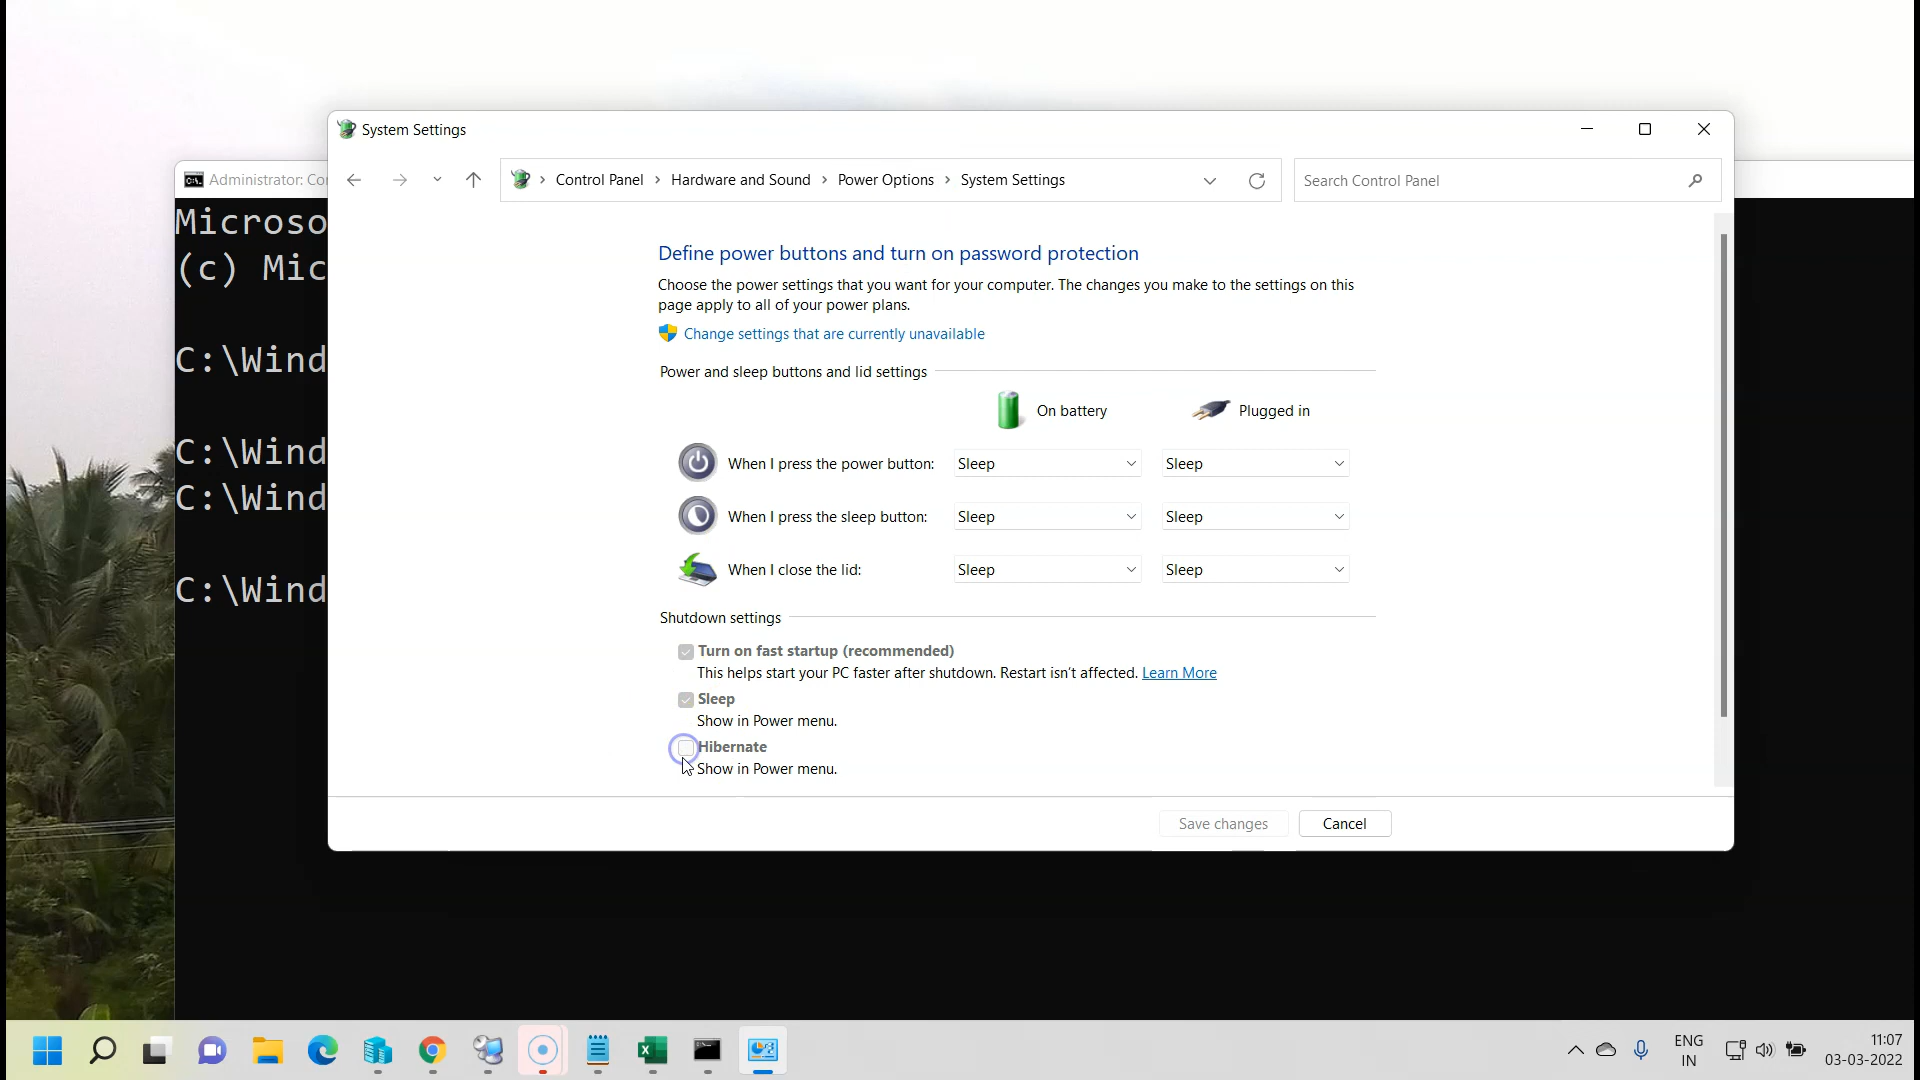 System Settings
Administrator: Co
Control Panel > Hardware and Sound > Power Options > System Settings
Search Control Panel
Microso
(c) Mic
C:\Wind
C:\Wind
C:\Wind
C:\Wind
Define power buttons and turn on password protection
Choose the power settings that you want for your computer. The changes you make to the settings on this
page apply to all of your power plans.
Change settings that are currently unavailable
Power and sleep buttons and lid settings
On battery
Plugged in
When I press the power button: Sleep Sleep
When I press the sleep button: Sleep Sleep
When I close the lid: Sleep Sleep
Shutdown settings
Turn on fast startup (recommended)
This helps start your PC faster after shutdown. Restart isn't affected. Learn More
Sleep
Show in Power menu.
Hibernate
Show in Power menu.
Save changes
Cancel
ENG
IN
11:07
03-03-2022